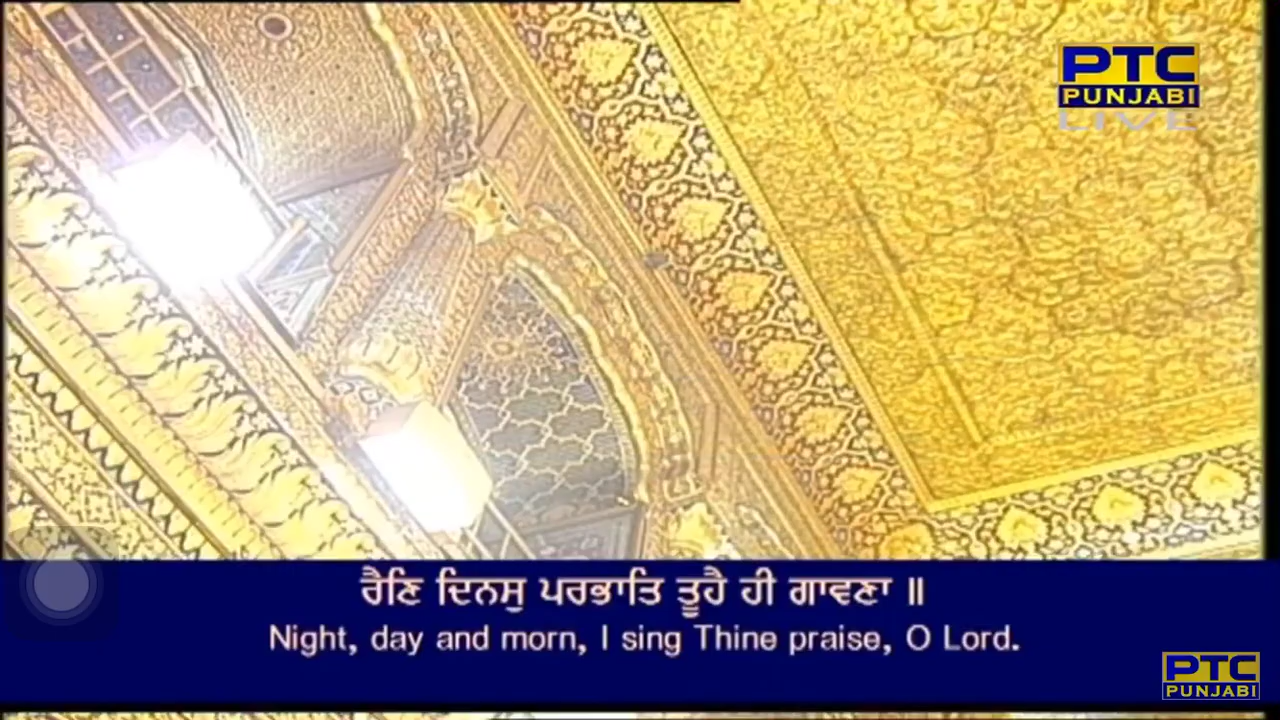 PTC
PUNJABI
LIVE
ਰੈਣਿ ਦਿਨਸੁ ਪਰਭਾਤਿ ਤੂਹੈ ਹੀ ਗਾਵਣਾ ॥
Night, day and morn, I sing Thine praise, O Lord.
PTC
PUNJABI